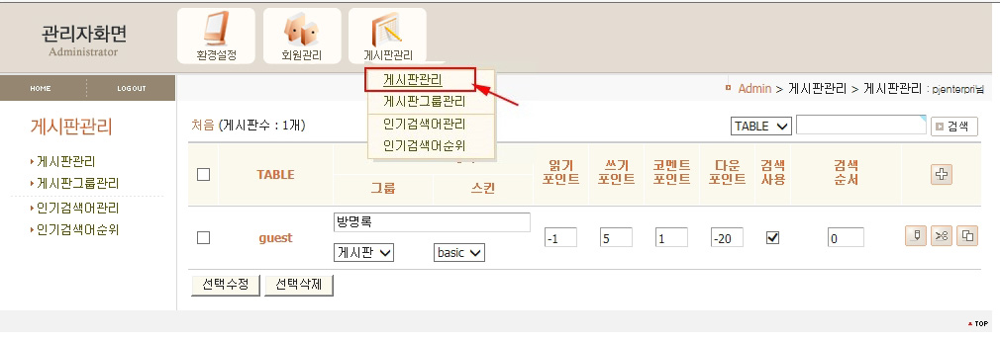 관리자화면
Administrator
환경설정
회원관리
게시판관리
HOME
LOGOUT
게시판관리
게시판그룹관리
인기검색어관리
인기검색어순위
Admin > 게시판관리 > 게시판관리 : pjenterpri님
게시판관리
게시판관리
게시판그룹관리
인기검색어관리
인기검색어순위
처음 (게시판수 : 1개)
TABLE
검색
TABLE
그룹
스킨
읽기
포인트
쓰기
포인트
코멘트
포인트
다운
포인트
검색
사용
검색
순서
guest
방명록
게시판
basic
-1
5
1
-20
0
선택수정
선택삭제
TOP